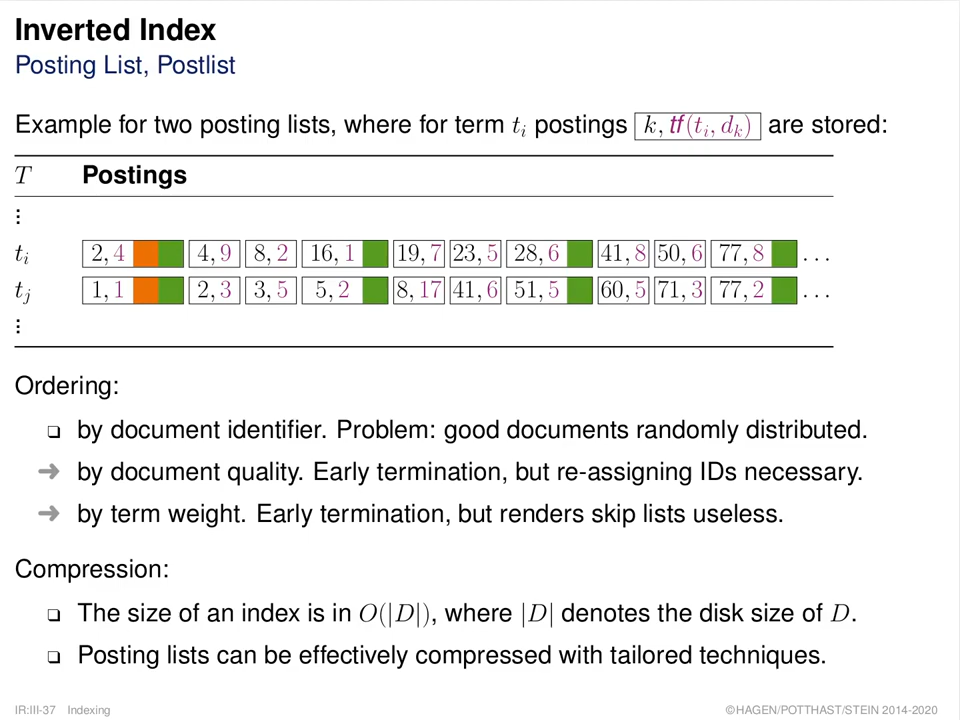 Inverted Index
Posting List, Postlist
Example for two posting lists, where for term t_i postings k, tf(t_i, d_k) are stored:
T Postings
⋮
t_i 2, 4 4, 9 8, 2 16, 1 19, 7 23, 5 28, 6 41, 8 50, 6 77, 8 . . .
t_j 1, 1 2, 3 3, 5 5, 2 8, 17 41, 6 51, 5 60, 5 71, 3 77, 2 . . .
⋮
Ordering:
❑ by document identifier. Problem: good documents randomly distributed.
➜ by document quality. Early termination, but re-assigning IDs necessary.
➜ by term weight. Early termination, but renders skip lists useless.
Compression:
❑ The size of an index is in O(|D|), where |D| denotes the disk size of D.
❑ Posting lists can be effectively compressed with tailored techniques.
IR:III-37 Indexing ©HAGEN/POTTHAST/STEIN 2014-2020